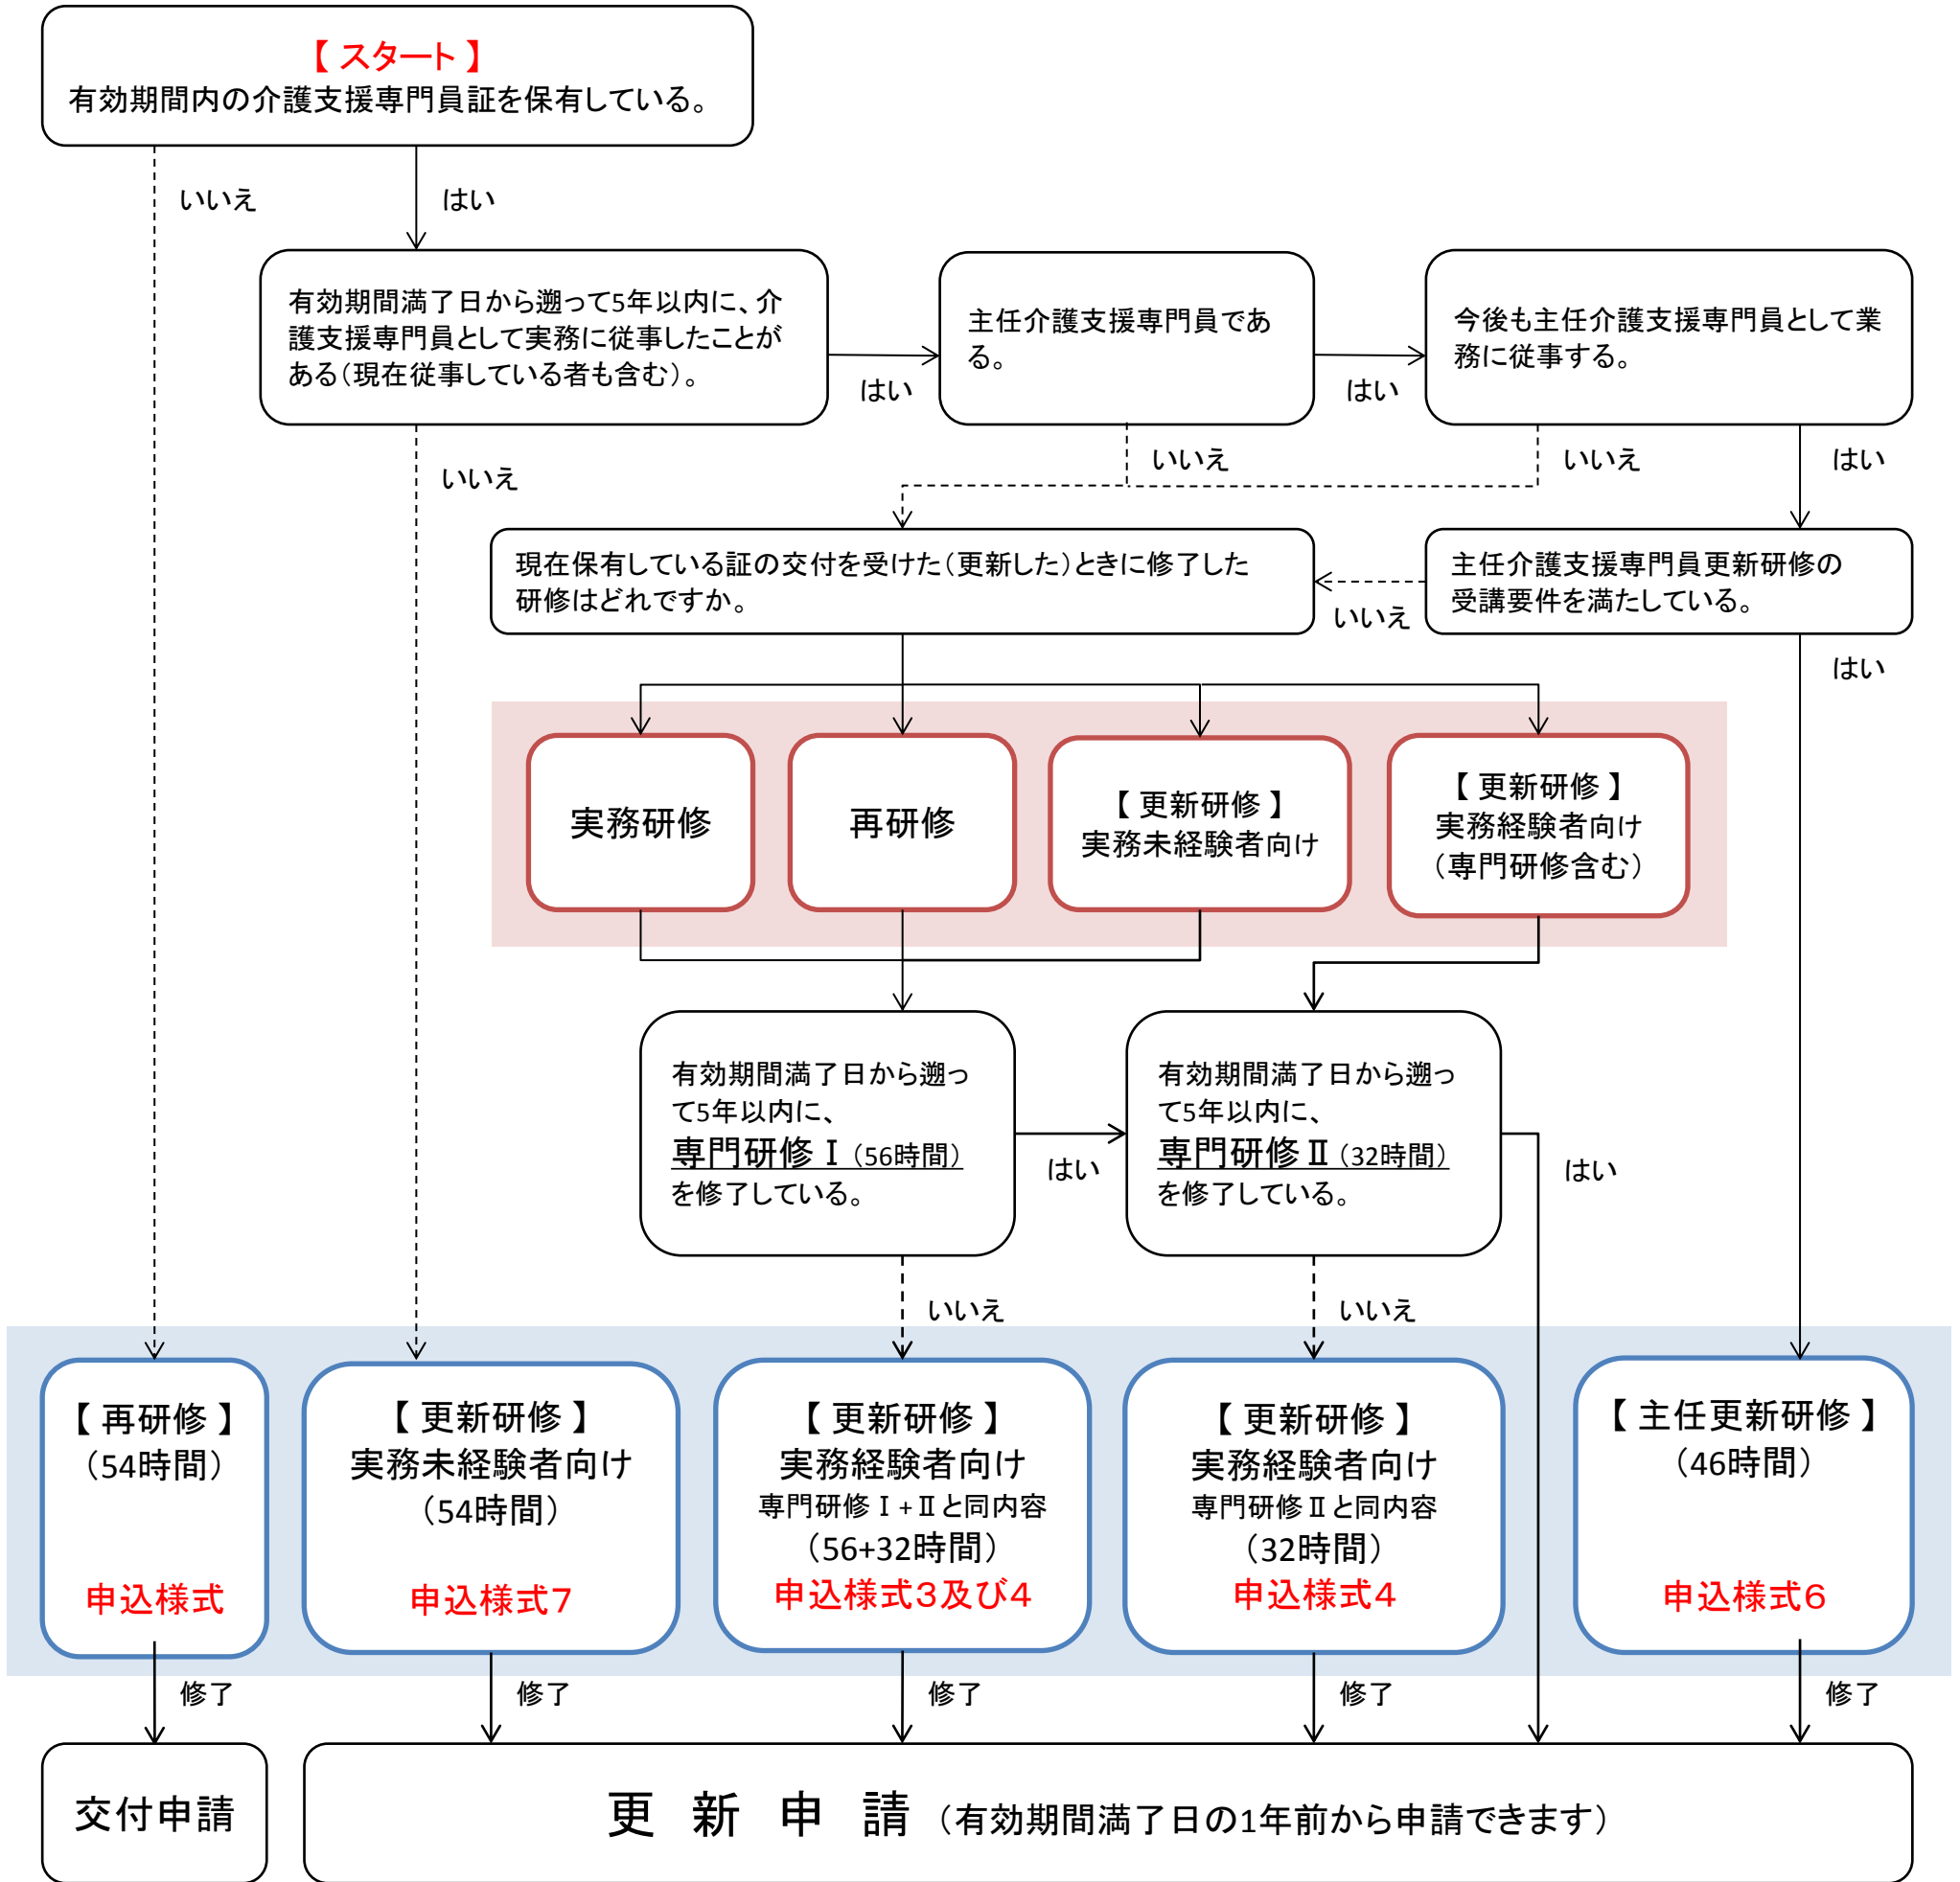 【 スタート 】
有効期間内の介護支援専門員証を保有している。
いいえ
はい
有効期間満了日から遡って5年以内に、介
護支援専門員として実務に従事したことが
ある（現在従事している者も含む）。
はい
主任介護支援専門員であ
る。
はい
今後も主任介護支援専門員として業
務に従事する。
いいえ
いいえ
いいえ
はい
現在保有している証の交付を受けた（更新した）ときに修了した
研修はどれですか。
いいえ
主任介護支援専門員更新研修の
受講要件を満たしている。
はい
実務研修
再研修
【 更新研修 】
実務未経験者向け
【 更新研修 】
実務経験者向け
（専門研修含む）
有効期間満了日から遡っ
て5年以内に、
専門研修Ⅰ（56時間）
を修了している。
はい
有効期間満了日から遡っ
て5年以内に、
専門研修Ⅱ（32時間）
を修了している。
はい
いいえ
いいえ
【 再研修 】
（54時間）
申込様式
【 更新研修 】
実務未経験者向け
（54時間）
申込様式７
【 更新研修 】
実務経験者向け
専門研修Ⅰ+Ⅱと同内容
（56+32時間）
申込様式３及び４
【 更新研修 】
実務経験者向け
専門研修Ⅱと同内容
（32時間）
申込様式４
【 主任更新研修 】
（46時間）
申込様式６
修了
修了
修了
修了
修了
交付申請
更 新 申 請（有効期間満了日の1年前から申請できます）